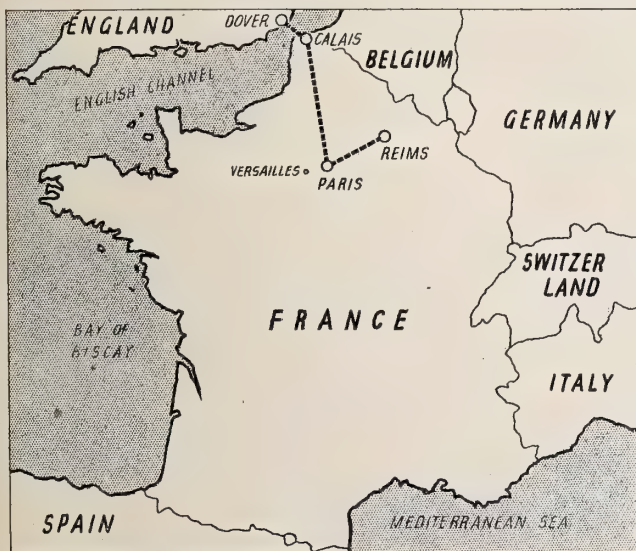 ENGLAND
DOVER
CALAIS
BELGIUM
ENGLISH CHANNEL
GERMANY
REIMS
VERSAILLES
PARIS
SWITZER
LAND
FRANCE
BAY OF
BISCAY
ITALY
SPAIN
MEDITERRANEAN SEA